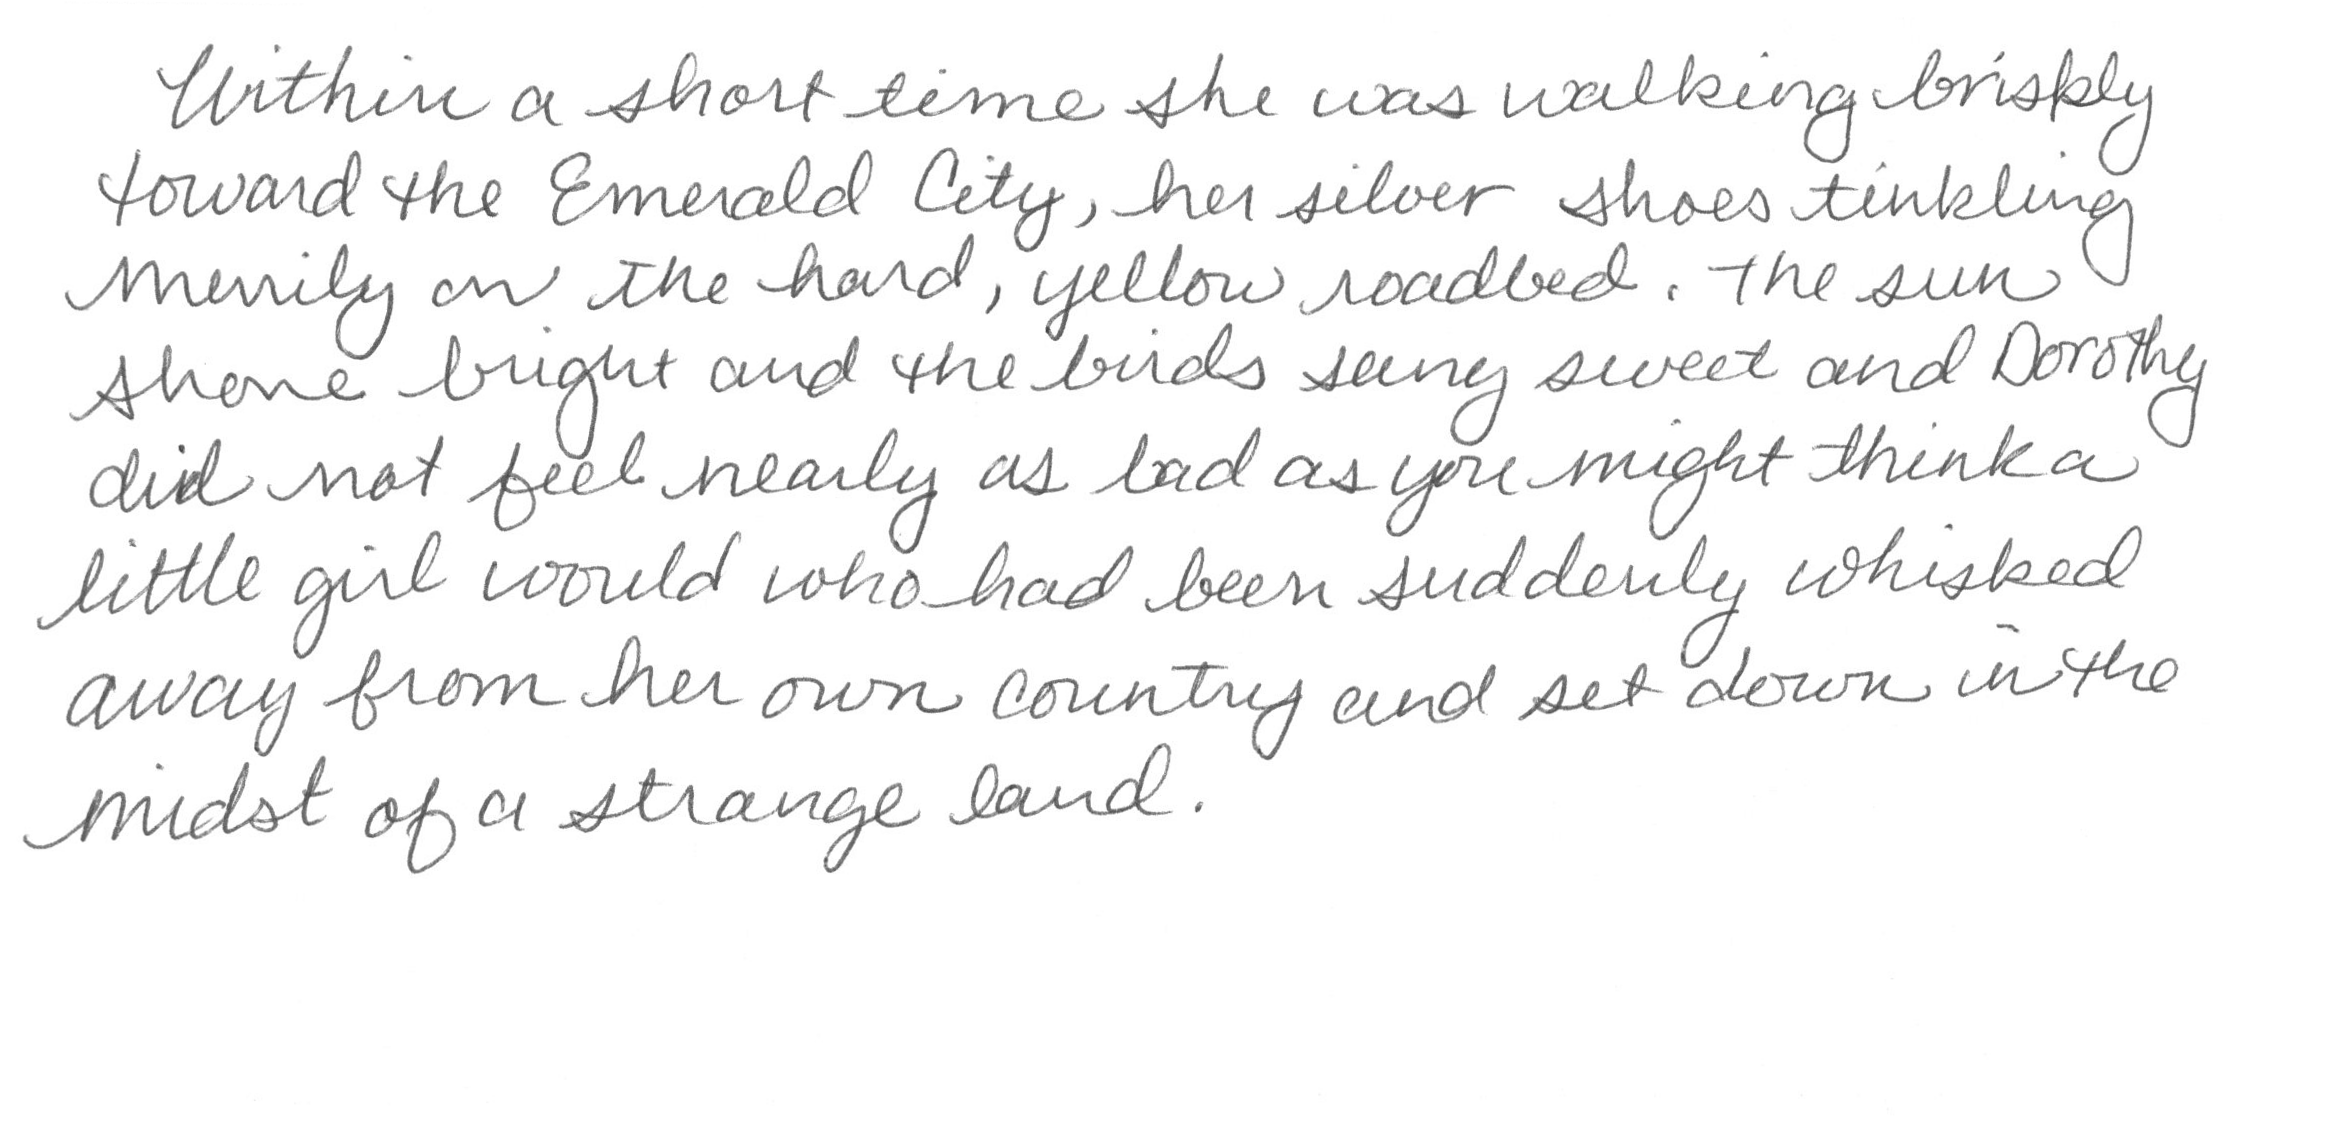 Within a short time she was walking briskly
toward the Emerald City, her silver shoes tinkling
merrily on the hard, yellow roadbed. The sun
shone bright and the birds sung sweet and Dorothy
did not feel nearly as bad as you might think a
little girl would who had been suddenly whisked
away from her own country and set down in the
midst of a strange land.